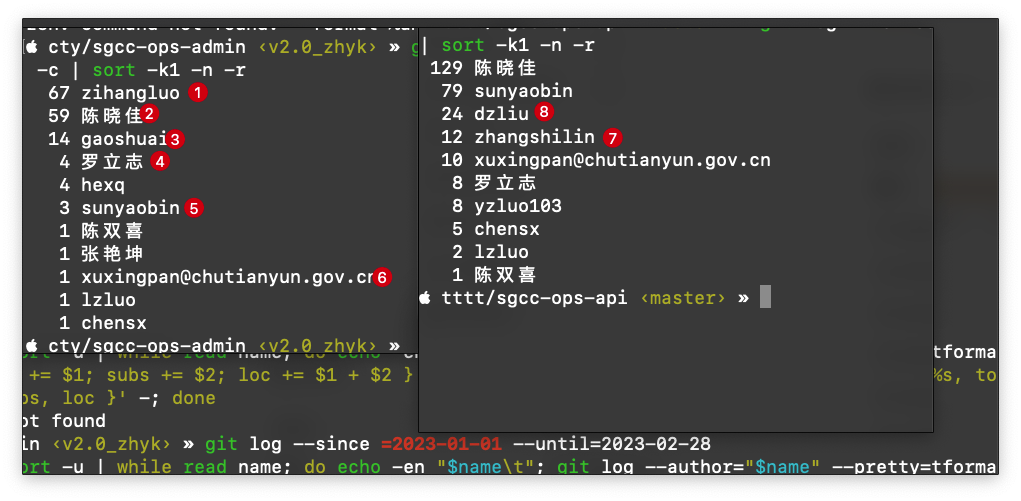 cty/sgcc-ops-admin ‹v2.0_zhyk› » g
-c | sort -k1 -n -r
67 zihangluo 1
59 陈晓佳 2
14 gaoshuai 3
4 罗立志 4
4 hexq
3 sunyaobin 5
1 陈双喜
1 张艳坤
1 xuxingpan@chutianyun.gov.cn 6
1 lzluo
1 chensx
cty/sgcc-ops-admin ‹v2.0_zhyk› »
| sort -k1 -n -r
129 陈晓佳
79 sunyaobin
24 dzliu 8
12 zhangshilin 7
10 xuxingpan@chutianyun.gov.cn
8 罗立志
8 yzluo103
5 chensx
2 lzluo
1 陈双喜
tttt/sgcc-ops-api ‹master› »
ort -u | while read name; do echo -en tforma
+= $1; subs += $2; loc += $1 + $2 } %s, to
os, loc }' -; done
ot found
in ‹v2.0_zhyk› » git log --since =2023-01-01 --until=2023-02-28
ort -u | while read name; do echo -en "$name\t"; git log --author="$name" --pretty=tforma